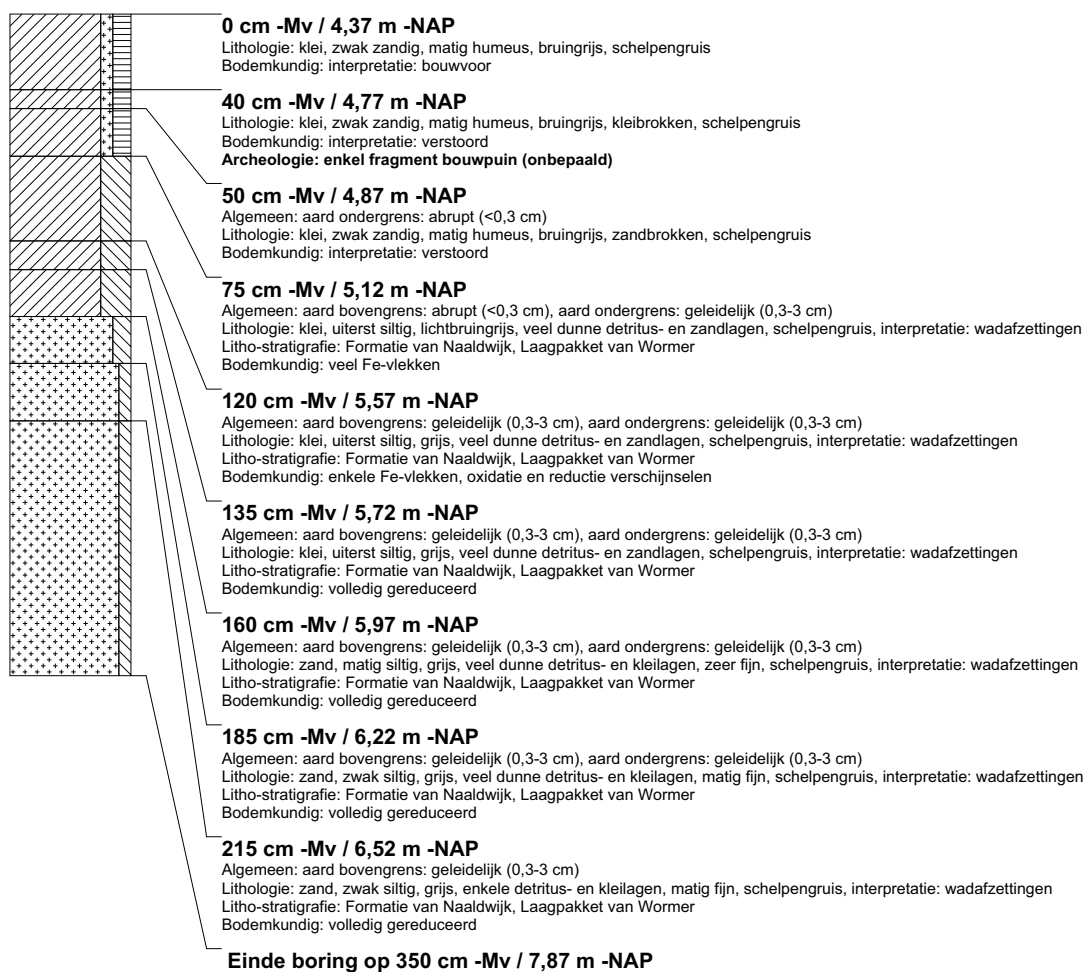 0 cm -Mv / 4,37 m -NAP
Lithologie: klei, zwak zandig, matig humeus, bruingrijs, schelpengruis
Bodemkundig: interpretatie: bouwvoor
40 cm -Mv / 4,77 m -NAP
Lithologie: klei, zwak zandig, matig humeus, bruingrijs, kleibrokken, schelpengruis
Bodemkundig: interpretatie: verstoord
Archeologie: enkel fragment bouwpuin (onbepaald)
50 cm -Mv / 4,87 m -NAP
Algemeen: aard ondergrens: abrupt (<0,3 cm)
Lithologie: klei, zwak zandig, matig humeus, bruingrijs, zandbrokken, schelpengruis
Bodemkundig: interpretatie: verstoord
75 cm -Mv / 5,12 m -NAP
Algemeen: aard bovengrens: abrupt (<0,3 cm), aard ondergrens: geleidelijk (0,3-3 cm)
Lithologie: klei, uiterst siltig, lichtbruingrijs, veel dunne detritus- en zandlagen, schelpengruis, interpretatie: wadafzettingen
Litho-stratigrafie: Formatie van Naaldwijk, Laagpakket van Wormer
Bodemkundig: veel Fe-vlekken
120 cm -Mv / 5,57 m -NAP
Algemeen: aard bovengrens: geleidelijk (0,3-3 cm), aard ondergrens: geleidelijk (0,3-3 cm)
Lithologie: klei, uiterst siltig, grijs, veel dunne detritus- en zandlagen, schelpengruis, interpretatie: wadafzettingen
Litho-stratigrafie: Formatie van Naaldwijk, Laagpakket van Wormer
Bodemkundig: enkele Fe-vlekken, oxidatie en reductie verschijnselen
135 cm -Mv / 5,72 m -NAP
Algemeen: aard bovengrens: geleidelijk (0,3-3 cm), aard ondergrens: geleidelijk (0,3-3 cm)
Lithologie: klei, uiterst siltig, grijs, veel dunne detritus- en zandlagen, schelpengruis, interpretatie: wadafzettingen
Litho-stratigrafie: Formatie van Naaldwijk, Laagpakket van Wormer
Bodemkundig: volledig gereduceerd
160 cm -Mv / 5,97 m -NAP
Algemeen: aard bovengrens: geleidelijk (0,3-3 cm), aard ondergrens: geleidelijk (0,3-3 cm)
Lithologie: zand, matig siltig, grijs, veel dunne detritus- en kleilagen, zeer fijn, schelpengruis, interpretatie: wadafzettingen
Litho-stratigrafie: Formatie van Naaldwijk, Laagpakket van Wormer
Bodemkundig: volledig gereduceerd
185 cm -Mv / 6,22 m -NAP
Algemeen: aard bovengrens: geleidelijk (0,3-3 cm), aard ondergrens: geleidelijk (0,3-3 cm)
Lithologie: zand, zwak siltig, grijs, veel dunne detritus- en kleilagen, matig fijn, schelpengruis, interpretatie: wadafzettingen
Litho-stratigrafie: Formatie van Naaldwijk, Laagpakket van Wormer
Bodemkundig: volledig gereduceerd
215 cm -Mv / 6,52 m -NAP
Algemeen: aard bovengrens: geleidelijk (0,3-3 cm)
Lithologie: zand, zwak siltig, grijs, enkele detritus- en kleilagen, matig fijn, schelpengruis, interpretatie: wadafzettingen
Litho-stratigrafie: Formatie van Naaldwijk, Laagpakket van Wormer
Bodemkundig: volledig gereduceerd
Einde boring op 350 cm -Mv / 7,87 m -NAP